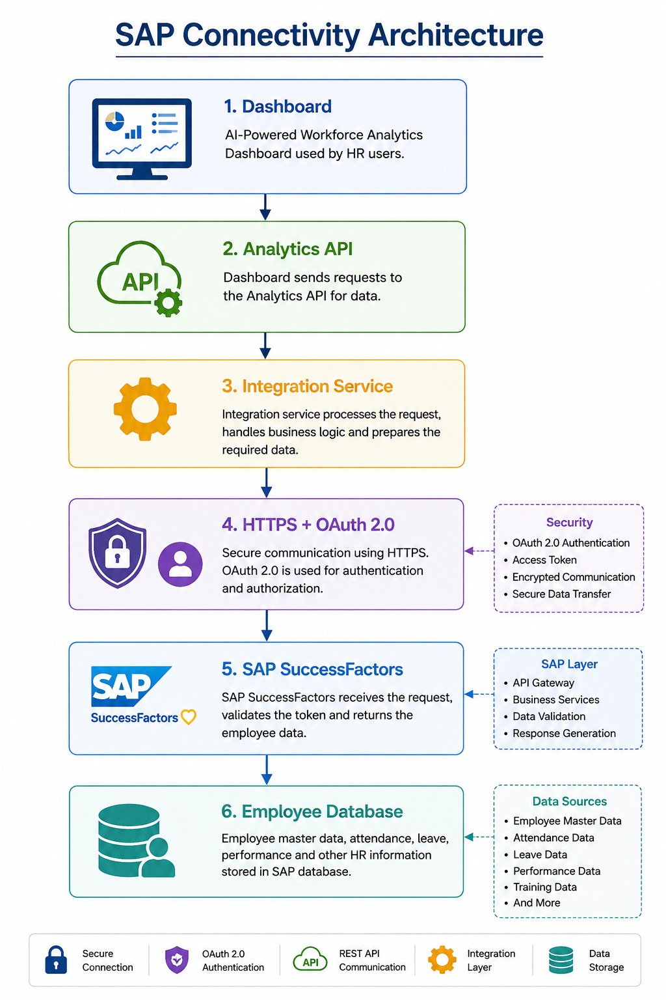 SAP Connectivity Architecture
1. Dashboard
AI-Powered Workforce Analytics
Dashboard used by HR users.
API
2. Analytics API
Dashboard sends requests to
the Analytics API for data.
3. Integration Service
Integration service processes the request,
handles business logic and prepares the
required data.
4. HTTPS + OAuth 2.0
Secure communication using HTTPS.
OAuth 2.0 is used for authentication
and authorization.
Security
• OAuth 2.0 Authentication
• Access Token
• Encrypted Communication
• Secure Data Transfer
SAP
SuccessFactors
5. SAP SuccessFactors
SAP SuccessFactors receives the request,
validates the token and returns the
employee data.
SAP Layer
• API Gateway
• Business Services
• Data Validation
• Response Generation
6. Employee Database
Employee master data, attendance, leave,
performance and other HR information
stored in SAP database.
Data Sources
• Employee Master Data
• Attendance Data
• Leave Data
• Performance Data
• Training Data
• And More
Secure
Connection
OAuth 2.0
Authentication
API
REST API
Communication
Integration
Layer
Data
Storage